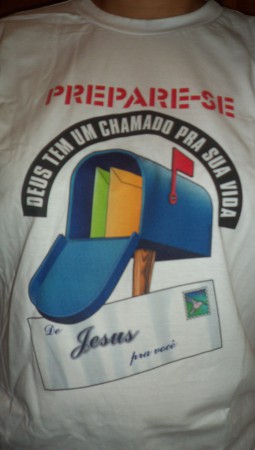 PREPARE-SE
DEUS TEM UM CHAMADO PRA SUA VIDA
De
Jesus
pra você